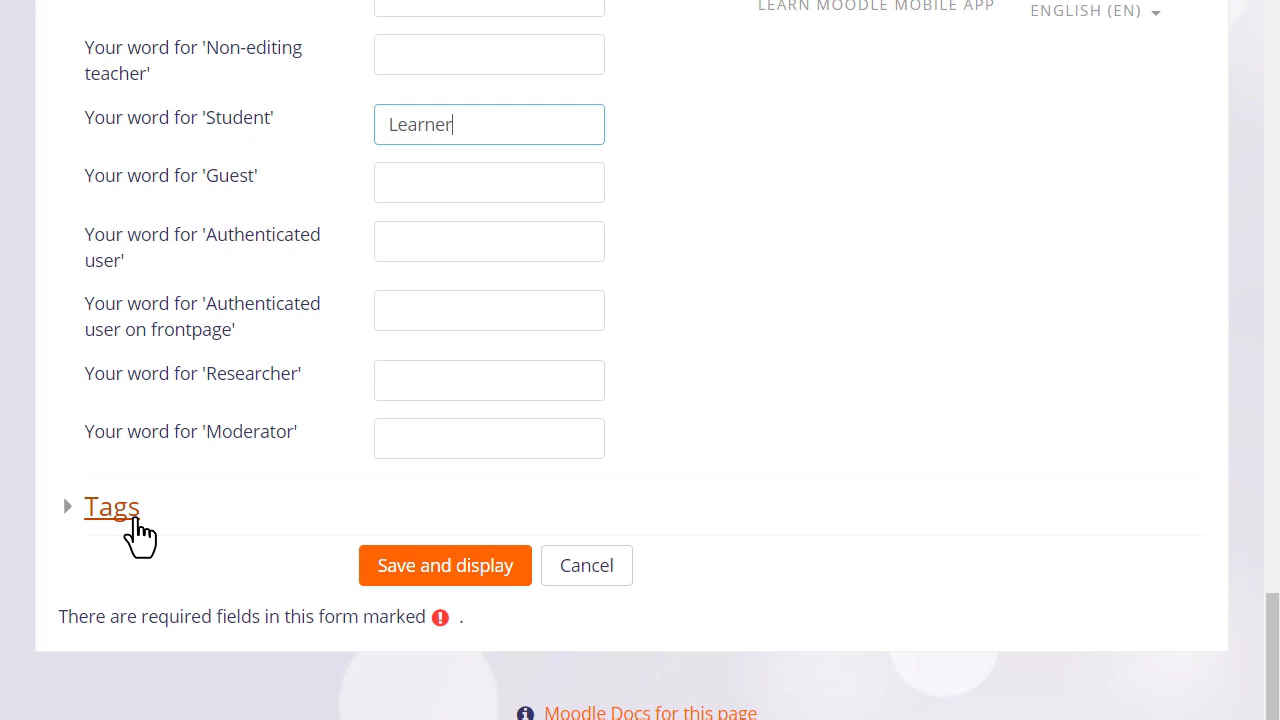 LEARN MOODLE MOBILE APP
ENGLISH (EN)
Your word for 'Non-editing
teacher'
Your word for 'Student'
Learner
Your word for 'Guest'
Your word for 'Authenticated
user'
Your word for 'Authenticated
user on frontpage'
Your word for 'Researcher'
Your word for 'Moderator'
Tags
Save and display
Cancel
There are required fields in this form marked ! .
i Moodle Docs for this page